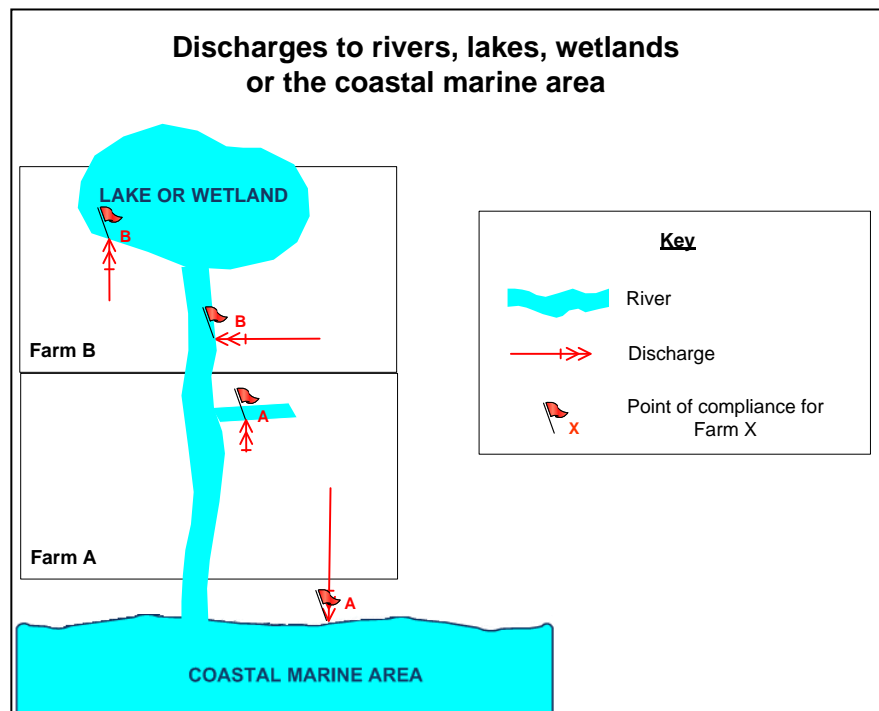 Discharges to rivers, lakes, wetlands
or the coastal marine area
LAKE OR WETLAND
B
B
Farm B
A
Farm A
A
COASTAL MARINE AREA
Key
River
Discharge
Point of compliance for
Farm X
X